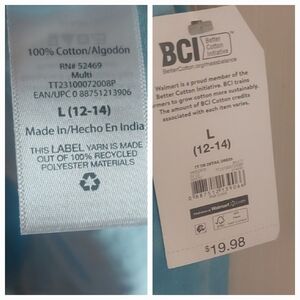 100% Cotton/Algodón
RN# 52469
Multi
TT23100072008P
EAN/UPC 0 88751213906
L (12-14)
Made in/Hecho En India
THIS LABEL YARN IS MADE
OUT OF 100% RECYCLED
POLYESTER MATERIALS
BCI
Better
Cotton
Initiative
BetterCotton.org/massbalance
Walmart is a proud member of the
Better Cotton Initiative. BCI trains
farmers to grow cotton more sustainably.
The amount of BCI Cotton credits
associated with each item varies.
L
(12-14)
Walmart
FSC
$19.98